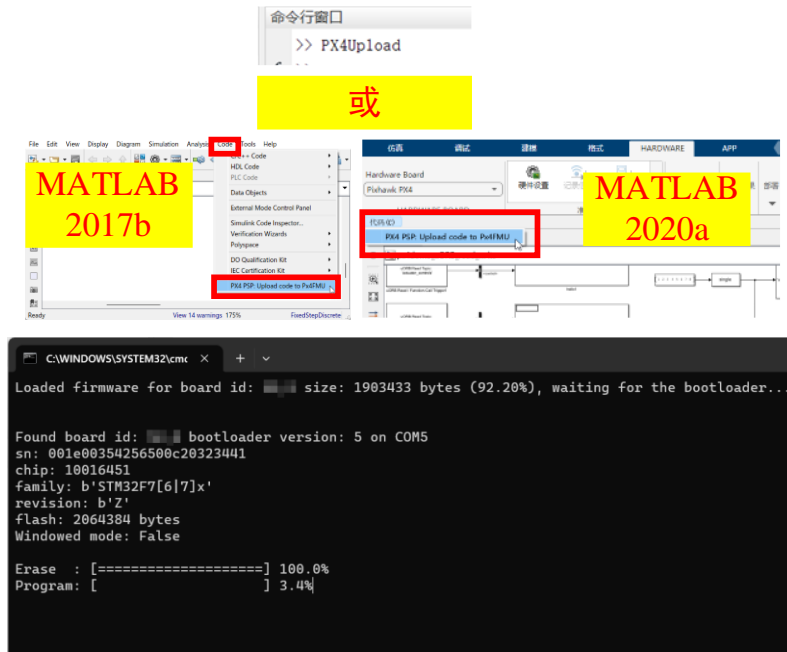 命令行窗口
>> PX4Upload
或
File Edit View Display Diagram Simulation Analysis Code Tools Help
C/C++ Code
HDL Code
PLC Code
Data Objects
External Mode Control Panel
Simulink Code Inspector...
Verification Wizards
Polyspace
DO Qualification Kit
IEC Certification Kit
PX4 PSP: Upload code to Px4FMU
MATLAB
2017b
Ready View 14 warnings 175% FixedStepDiscrete
仿真 调试 建模 格式 HARDWARE APP
Hardware Board
Pixhawk PX4
硬件设置
HARDWARE BOARD
代码(C)
PX4 PSP: Upload code to Px4FMU
MATLAB
2020a
部署
single
C:\WINDOWS\SYSTEM32\cmc × +
Loaded firmware for board id: size: 1903433 bytes (92.20%), waiting for the bootloader...
Found board id: bootloader version: 5 on COM5
sn: 001e00354256500c20323441
chip: 10016451
family: b'STM32F7[6|7]x'
revision: b'Z'
flash: 2064384 bytes
Windowed mode: False
Erase : [====================] 100.0%
Program: [ ] 3.4%